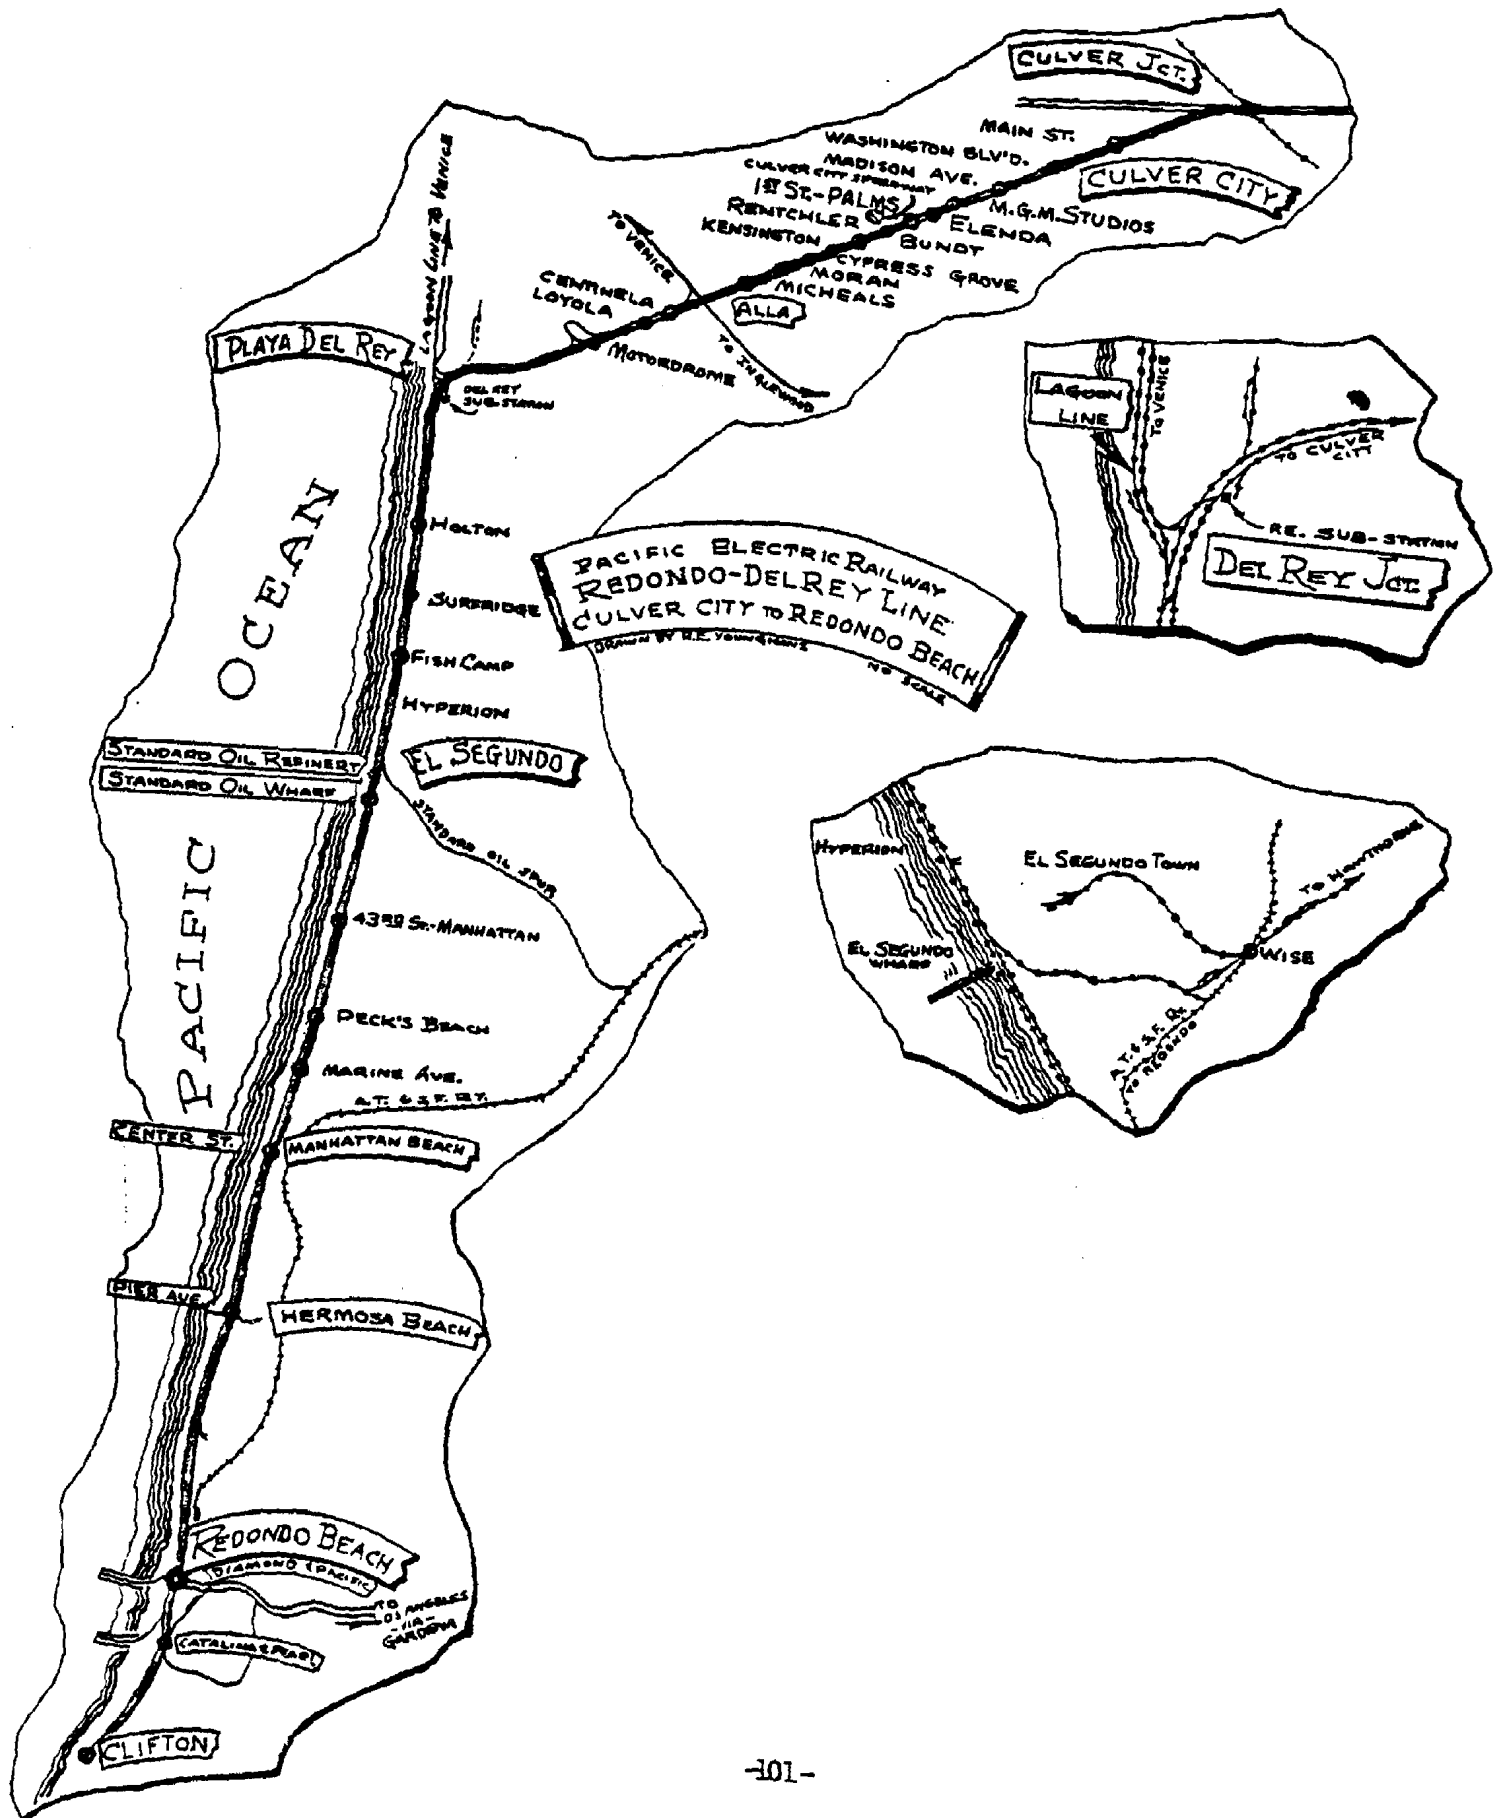 CULVER JCT.
MAIN ST.
WASHINGTON BLV'D.
MADISON AVE.
CULVER CITY SPEEDWAY
1ST ST.-PALMS
RENTCHLER
KENSINGTON
CULVER CITY
M.G.M. STUDIOS
ELENDA
BUNDY
CYPRESS GROVE
MORAN
MICHEALS
ALLA
TO VENICE
TO INGLEWOOD
CENTINELA
LOYOLA
MOTORDROME
LAGOON LINE TO VENICE
PLAYA DEL REY
DEL REY
SUB-STATION
HOLTON
SURFRIDGE
FISH CAMP
HYPERION
PACIFIC OCEAN
STANDARD OIL REFINERY
STANDARD OIL WHARF
EL SEGUNDO
STANDARD OIL SPUR
43RD ST.-MANHATTAN
PECK'S BEACH
MARINE AVE.
A.T. & S.F. RY.
CENTER ST.
MANHATTAN BEACH
PIER AVE
HERMOSA BEACH
REDONDO BEACH
DIAMOND & PACIFIC
TO
OS ANGELES
-VIA-
GARDENA
CATALINA & PEARL
CLIFTON
PACIFIC ELECTRIC RAILWAY
REDONDO-DEL REY LINE
CULVER CITY TO REDONDO BEACH
DRAWN BY H.E. YOUNGHANS
NO SCALE
LAGOON
LINE
TO VENICE
TO CULVER
CITY
P.E. SUB-STATION
DEL REY JCT.
HYPERION
EL SEGUNDO TOWN
TO HAWTHORNE
EL SEGUNDO
WHARF
WISE
A.T. & S.F. RY.
TO REDONDO
-101-